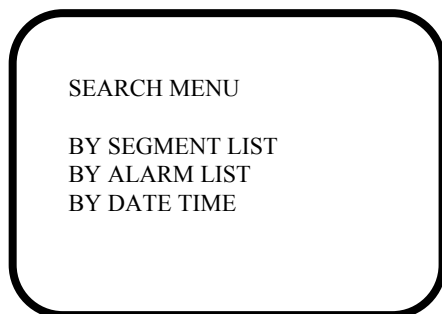 SEARCH MENU
BY SEGMENT LIST
BY ALARM LIST
BY DATE TIME